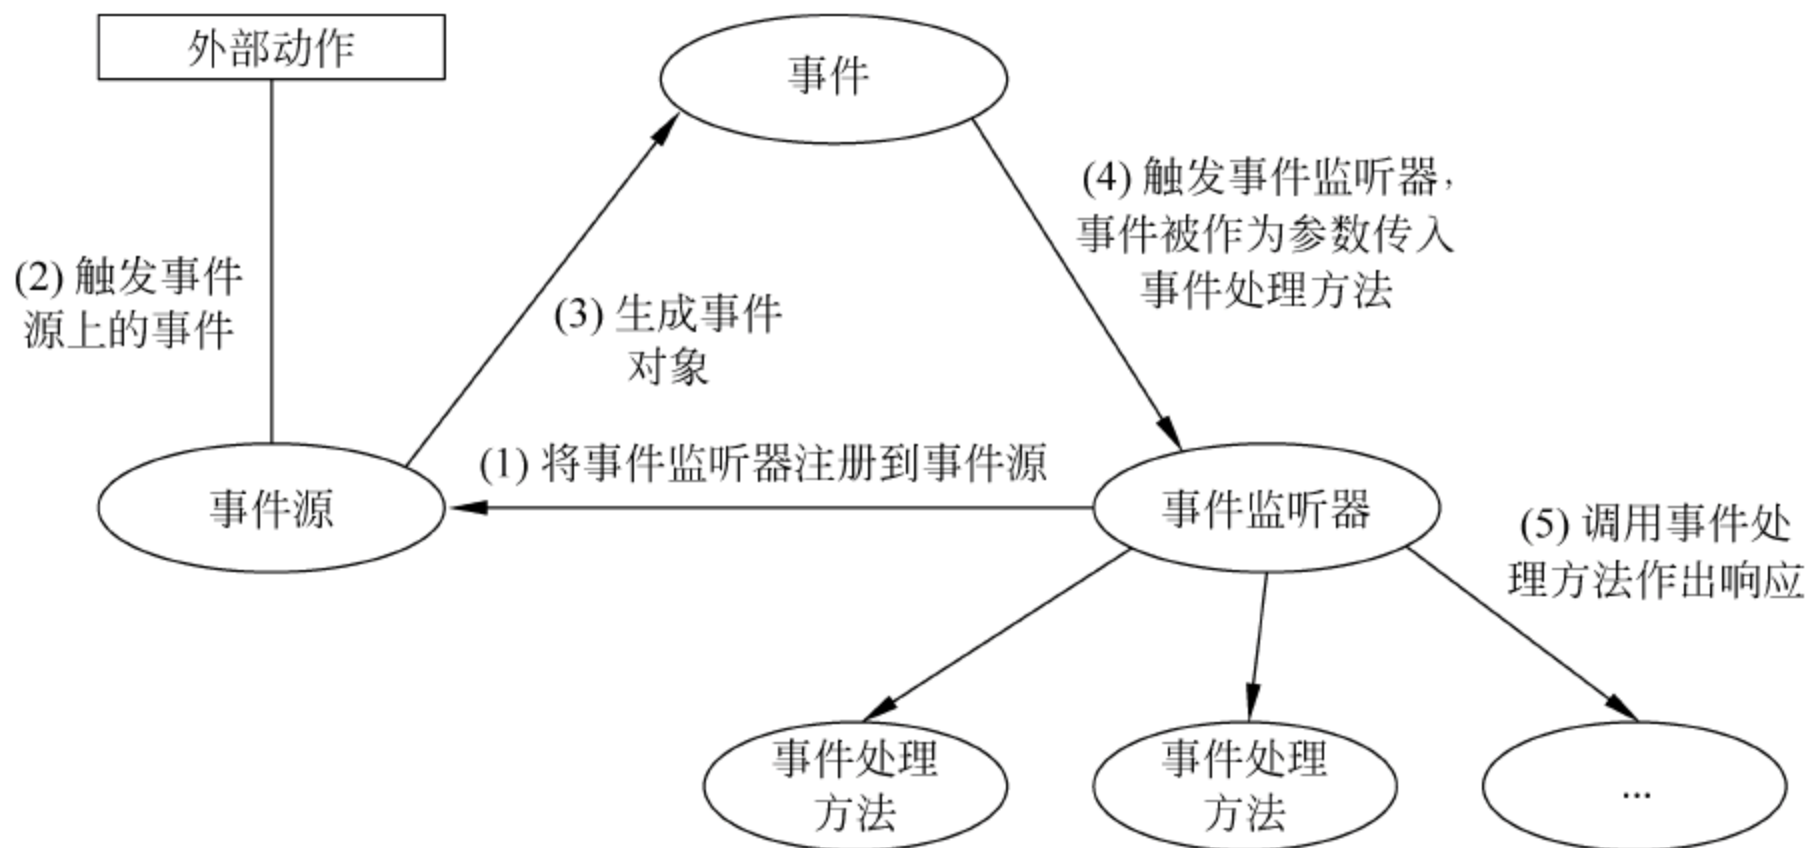 外部动作
事件
(4) 触发事件监听器，
事件被作为参数传入
事件处理方法
(2) 触发事件
源上的事件
(3) 生成事件
对象
(1) 将事件监听器注册到事件源
事件源
事件监听器
(5) 调用事件处
理方法作出响应
事件处理
方法
事件处理
方法
...